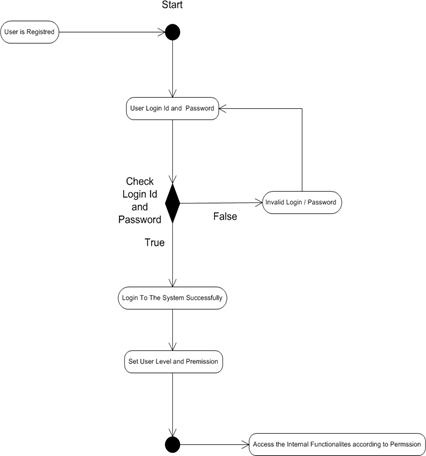 Start
User is Registred
User Login Id and Password
Check
Login Id
and
Password
False
Invalid Login / Password
True
Login To The System Successfully
Set User Level and Premission
Access the Internal Functionalites according to Permssion